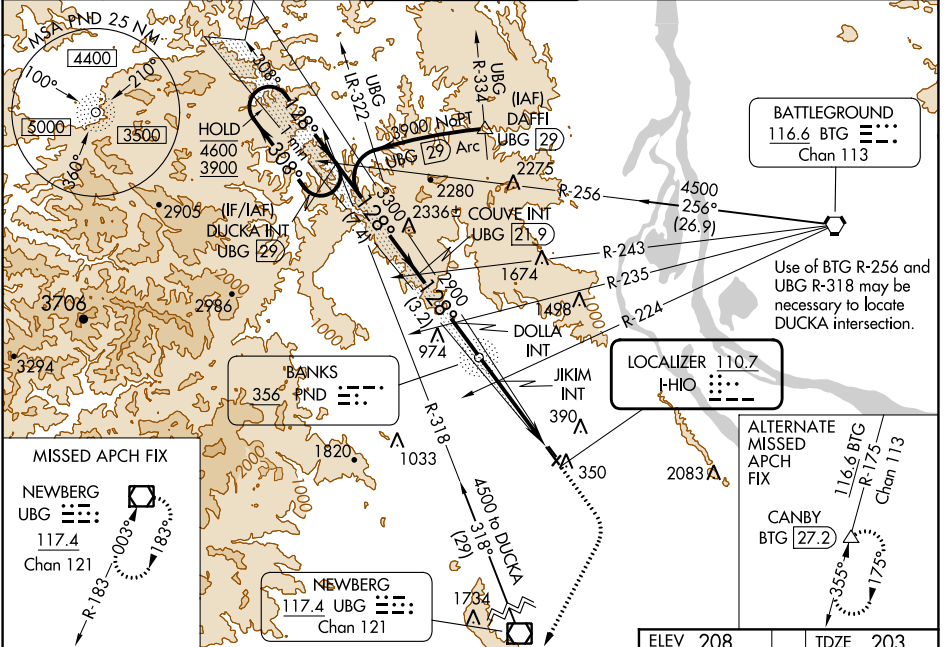 MSA PND 25 NM
4400
100°
210°
5000
3500
360°
HOLD
4600
3900
308°
128°
1 min
308°
UBG
LR-322
UBG
R-334
3900 NoPT
UBG 29 Arc
(IAF)
DAFFI
UBG 29
2275
2280
2336±
BATTLEGROUND
116.6 BTG
Chan 113
R-256
4500
256°
(26.9)
2905
(IF/IAF)
DUCKA INT
UBG 29
3300
128°
(7.4)
COUVE INT
UBG 21.9
1674
R-243
R-235
R-224
Use of BTG R-256 and
UBG R-318 may be
necessary to locate
DUCKA intersection.
2986
3706
3294
1000
2900
128°
(3.2)
974
1498
1000
DOLLA
INT
BANKS
356 PND
JIKIM
INT
LOCALIZER 110.7
I-HIO
390
350
1820
1033
1000
R-318
2083
MISSED APCH FIX
NEWBERG
UBG
117.4
Chan 121
003°
183°
R-183
4500 to DUCKA
318°
(29)
NEWBERG
117.4 UBG
Chan 121
1734
ALTERNATE
MISSED
APCH
FIX
116.6 BTG
R-175
Chan 113
CANBY
BTG 27.2
355°
175°
ELEV 208
TDZE 203